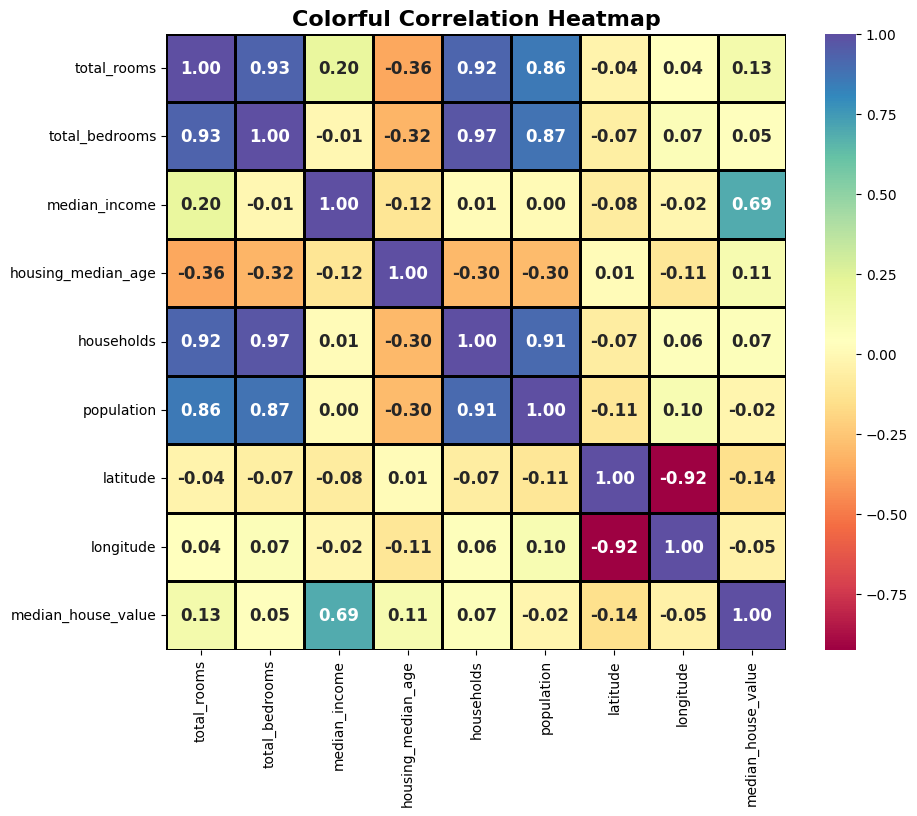 Colorful Correlation Heatmap
total_rooms 1.00 0.93 0.20 -0.36 0.92 0.86 -0.04 0.04 0.13
total_bedrooms 0.93 1.00 -0.01 -0.32 0.97 0.87 -0.07 0.07 0.05
median_income 0.20 -0.01 1.00 -0.12 0.01 0.00 -0.08 -0.02 0.69
housing_median_age -0.36 -0.32 -0.12 1.00 -0.30 -0.30 0.01 -0.11 0.11
households 0.92 0.97 0.01 -0.30 1.00 0.91 -0.07 0.06 0.07
population 0.86 0.87 0.00 -0.30 0.91 1.00 -0.11 0.10 -0.02
latitude -0.04 -0.07 -0.08 0.01 -0.07 -0.11 1.00 -0.92 -0.14
longitude 0.04 0.07 -0.02 -0.11 0.06 0.10 -0.92 1.00 -0.05
median_house_value 0.13 0.05 0.69 0.11 0.07 -0.02 -0.14 -0.05 1.00
total_rooms
total_bedrooms
median_income
housing_median_age
households
population
latitude
longitude
median_house_value
1.00
0.75
0.50
0.25
0.00
−0.25
−0.50
−0.75